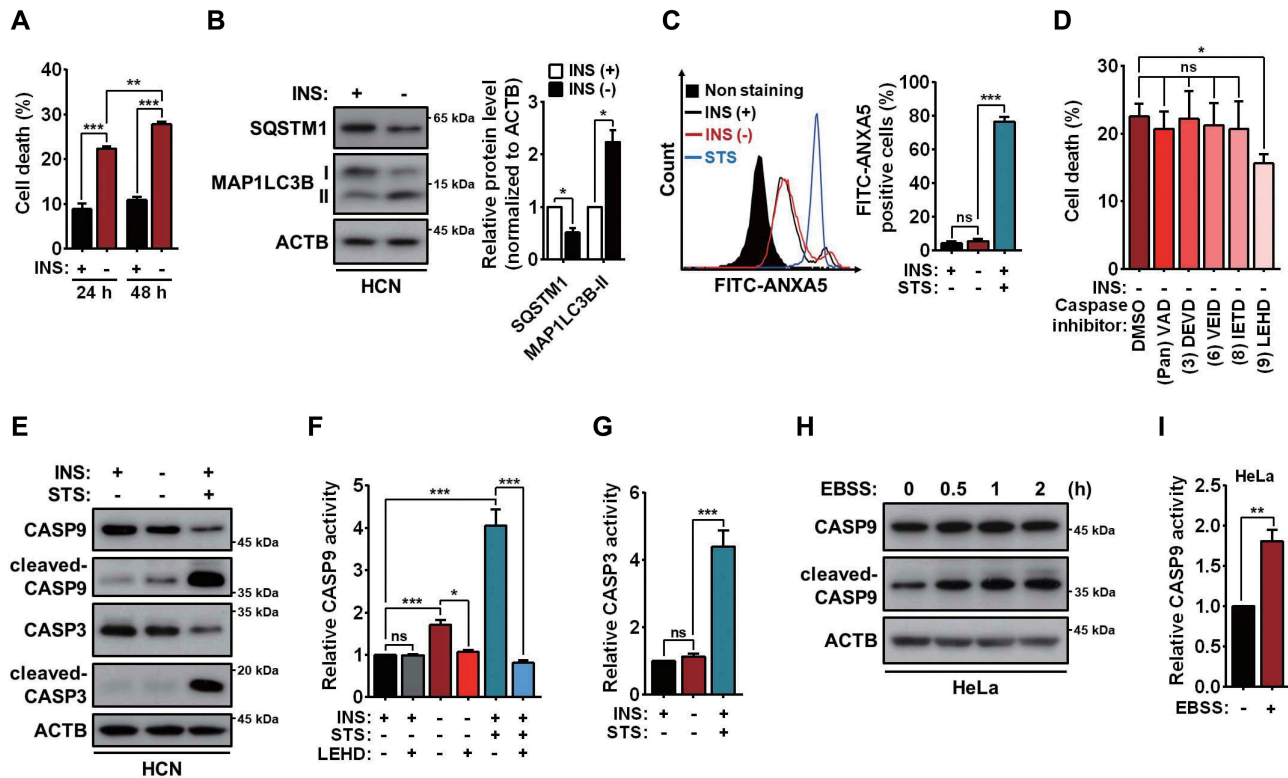 A
Cell death (%)
40
30
20
10
0
**
***
***
INS: + - + -
24 h 48 h
B
INS: + -
SQSTM1
65 kDa
MAP1LC3B
I
II
15 kDa
ACTB
45 kDa
HCN
Relative protein level
(normalized to ACTB)
INS (+)
INS (-)
3
2
1
0
*
*
SQSTM1
MAP1LC3B-II
C
Count
Non staining
INS (+)
INS (-)
STS
FITC-ANXA5
FITC-ANXA5
positive cells (%)
100
80
60
40
20
0
***
ns
INS: + - +
STS: - - +
D
Cell death (%)
30
20
10
0
*
ns
INS: - - - - - -
Caspase
inhibitor:
DMSO
(Pan) VAD
(3) DEVD
(6) VEID
(8) IETD
(9) LEHD
E
INS: + - +
STS: - - +
CASP9
45 kDa
cleaved-
CASP9
35 kDa
CASP3
35 kDa
cleaved-
CASP3
20 kDa
ACTB
45 kDa
HCN
F
Relative CASP9 activity
5
4
3
2
1
0
***
***
***
*
ns
INS: + + - - + +
STS: - - - - + +
LEHD: - + - + - +
G
Relative CASP3 activity
6
4
2
0
***
ns
INS: + - +
STS: - - +
H
EBSS: 0 0.5 1 2 (h)
CASP9
45 kDa
cleaved-
CASP9
35 kDa
ACTB
45 kDa
HeLa
I
HeLa
Relative CASP9 activity
2.5
2.0
1.5
1.0
0.5
0.0
**
EBSS: - +